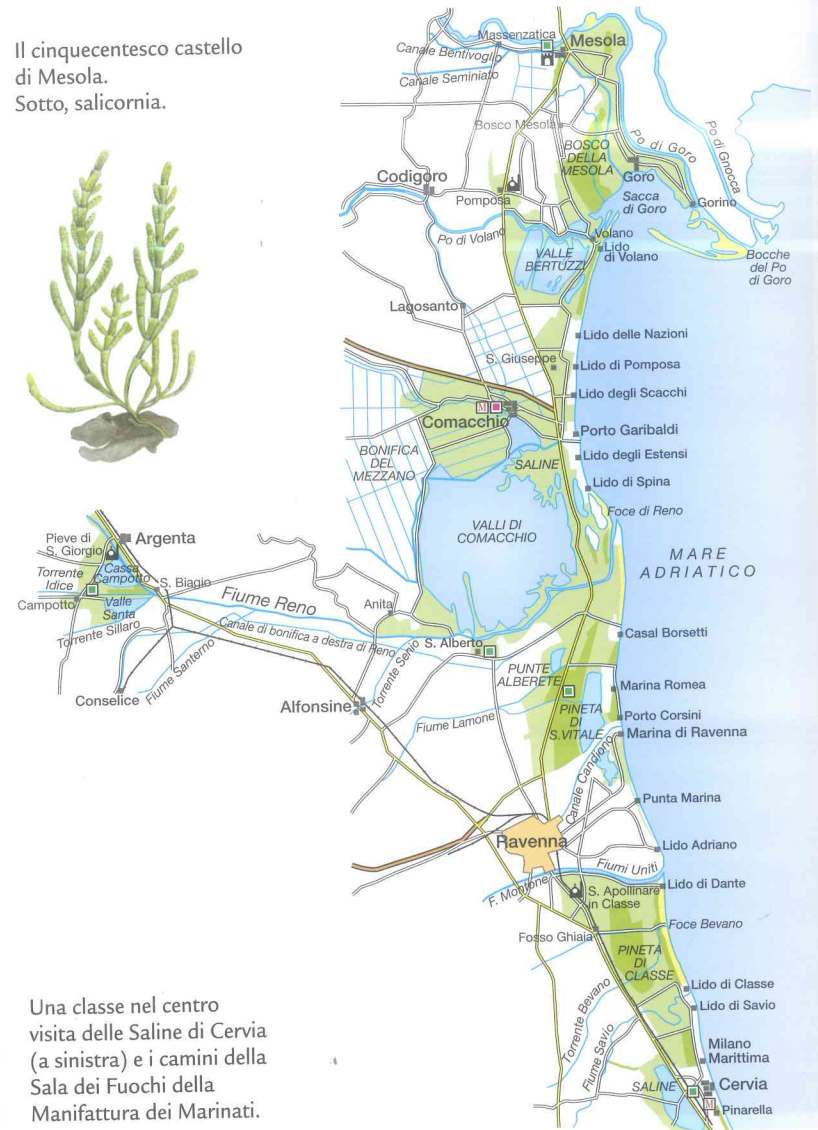 Il cinquecentesco castello
di Mesola.
Sotto, salicornia.
Massenzatica
Mesola
Canale Bentivoglio
Canale Seminiato
Bosco Mesola
BOSCO
DELLA
MESOLA
Po di Goro
Po di Gnocca
Goro
Codigoro
Pomposa
Sacca
di Goro
Gorino
Po di Volano
Volano
Lido
di Volano
VALLE
BERTUZZI
Bocche
del Po
di Goro
Lagosanto
Lido delle Nazioni
S. Giuseppe
Lido di Pomposa
Lido degli Scacchi
M
Comacchio
Porto Garibaldi
BONIFICA
DEL
MEZZANO
SALINE
Lido degli Estensi
Lido di Spina
Foce di Reno
VALLI DI
COMACCHIO
MARE
ADRIATICO
Pieve di
S. Giorgio
Argenta
Cassa
Campotto
Torrente
Idice
S. Biagio
Campotto
Valle
Santa
Torrente Sillaro
Fiume Reno
Anita
Canale di bonifica a destra di Reno
S. Alberto
Casal Borsetti
Fiume Santerno
Torrente Senio
Conselice
Alfonsine
PUNTE
ALBERETE
Marina Romea
Fiume Lamone
PINETA
DI
S.VITALE
Porto Corsini
Marina di Ravenna
Canale Candiano
Punta Marina
Ravenna
Lido Adriano
Fiumi Uniti
F. Montone
S. Apollinare
in Classe
Lido di Dante
Foce Bevano
Fosso Ghiaia
PINETA
DI
CLASSE
Lido di Classe
Lido di Savio
Torrente Bevano
Fiume Savio
Milano
Marittima
SALINE
Cervia
M
Pinarella
Una classe nel centro
visita delle Saline di Cervia
(a sinistra) e i camini della
Sala dei Fuochi della
Manifattura dei Marinati.